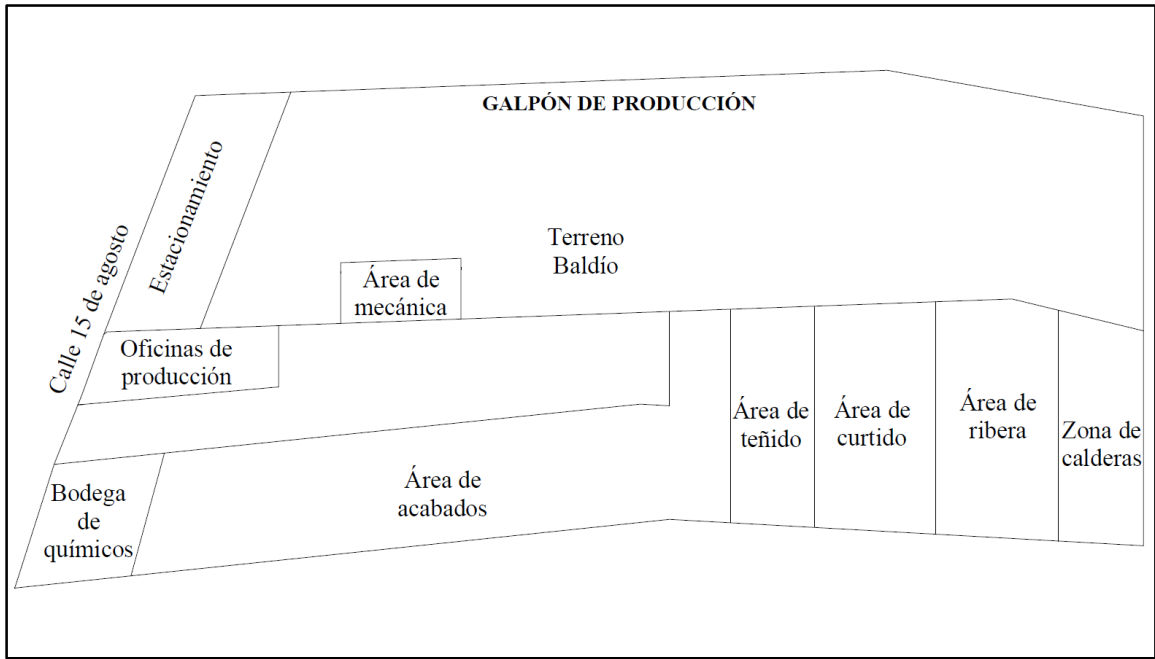 GALPÓN DE PRODUCCIÓN
Calle 15 de agosto
Estacionamiento
Terreno
Baldío
Área de
mecánica
Oficinas de
producción
Área de
teñido
Área de
curtido
Área de
ribera
Zona de
calderas
Bodega
de
químicos
Área de
acabados